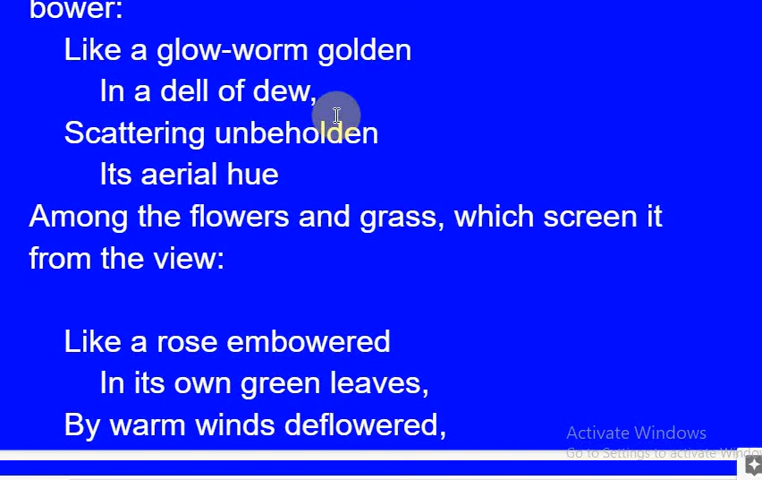 bower:
Like a glow-worm golden
In a dell of dew,
Scattering unbeholden
Its aerial hue
Among the flowers and grass, which screen it
from the view:
Like a rose embowered
In its own green leaves,
By warm winds deflowered,
Activate Windows
Go to Settings to activate Windows.